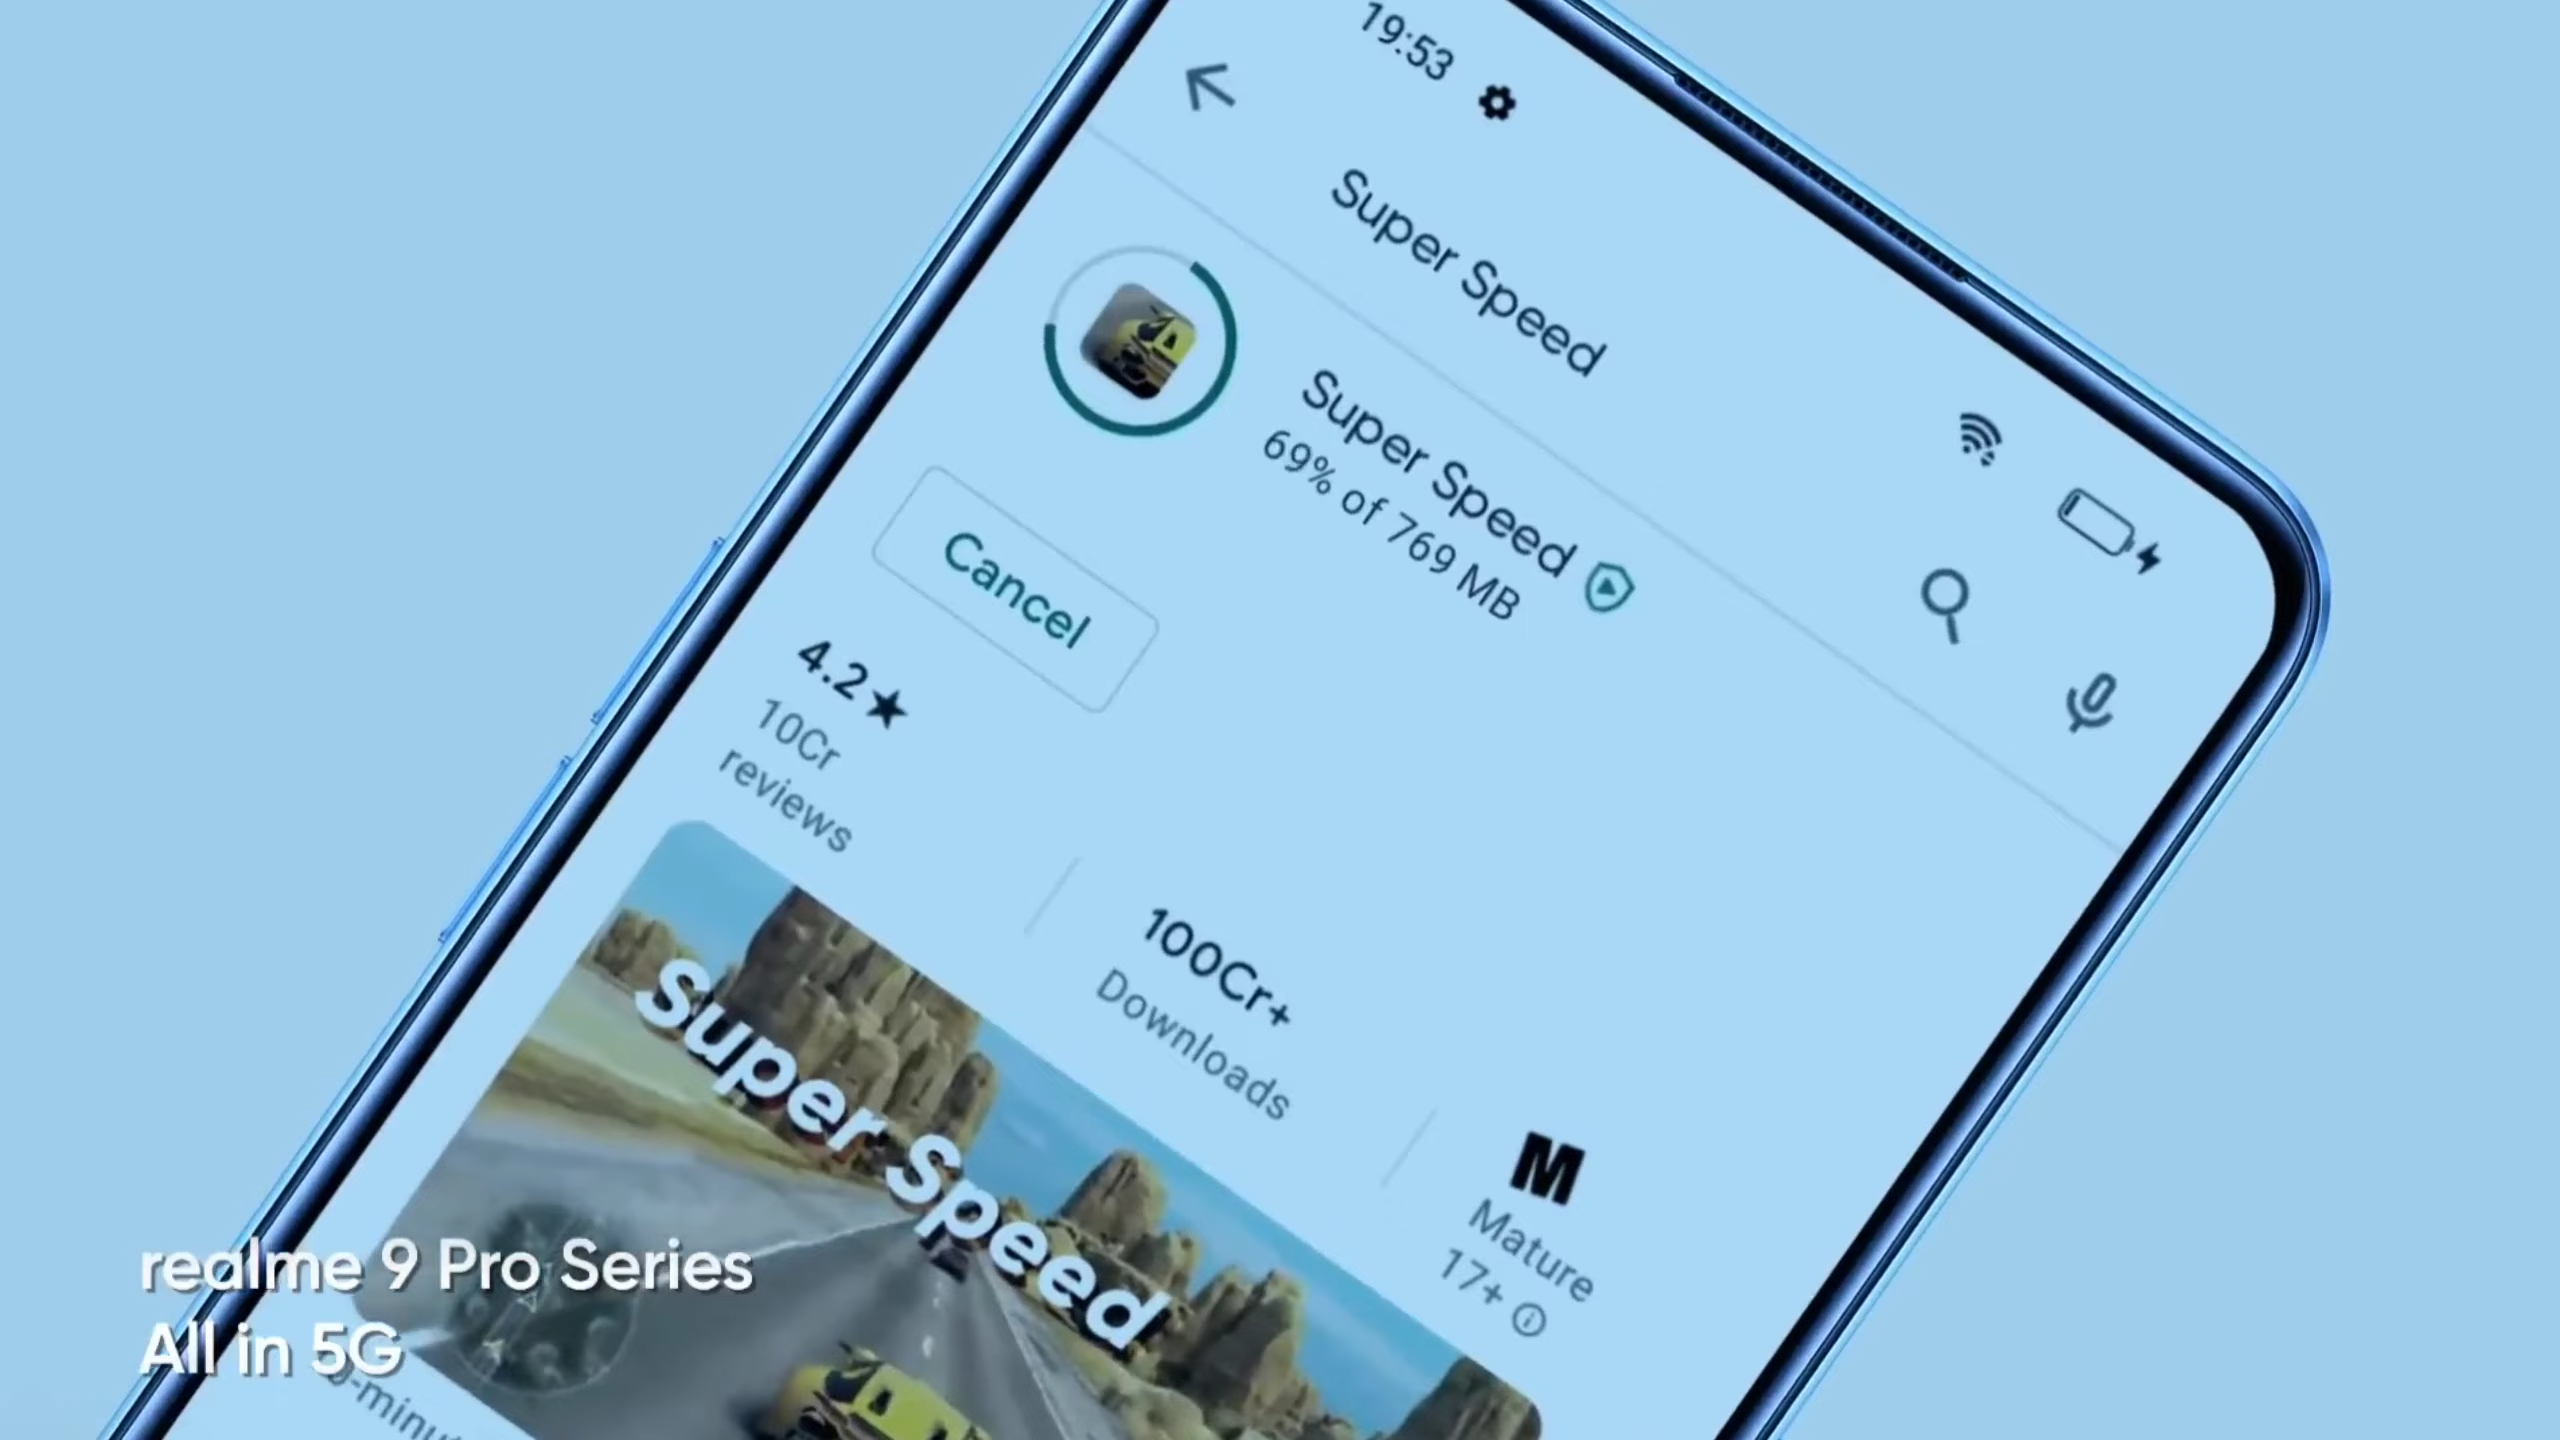 19:53
Super Speed
Super Speed
69% of 769 MB
Cancel
4.2★
10Cr
reviews
100Cr+
Downloads
M
Mature
17+
Super Speed
realme 9 Pro Series
All in 5G